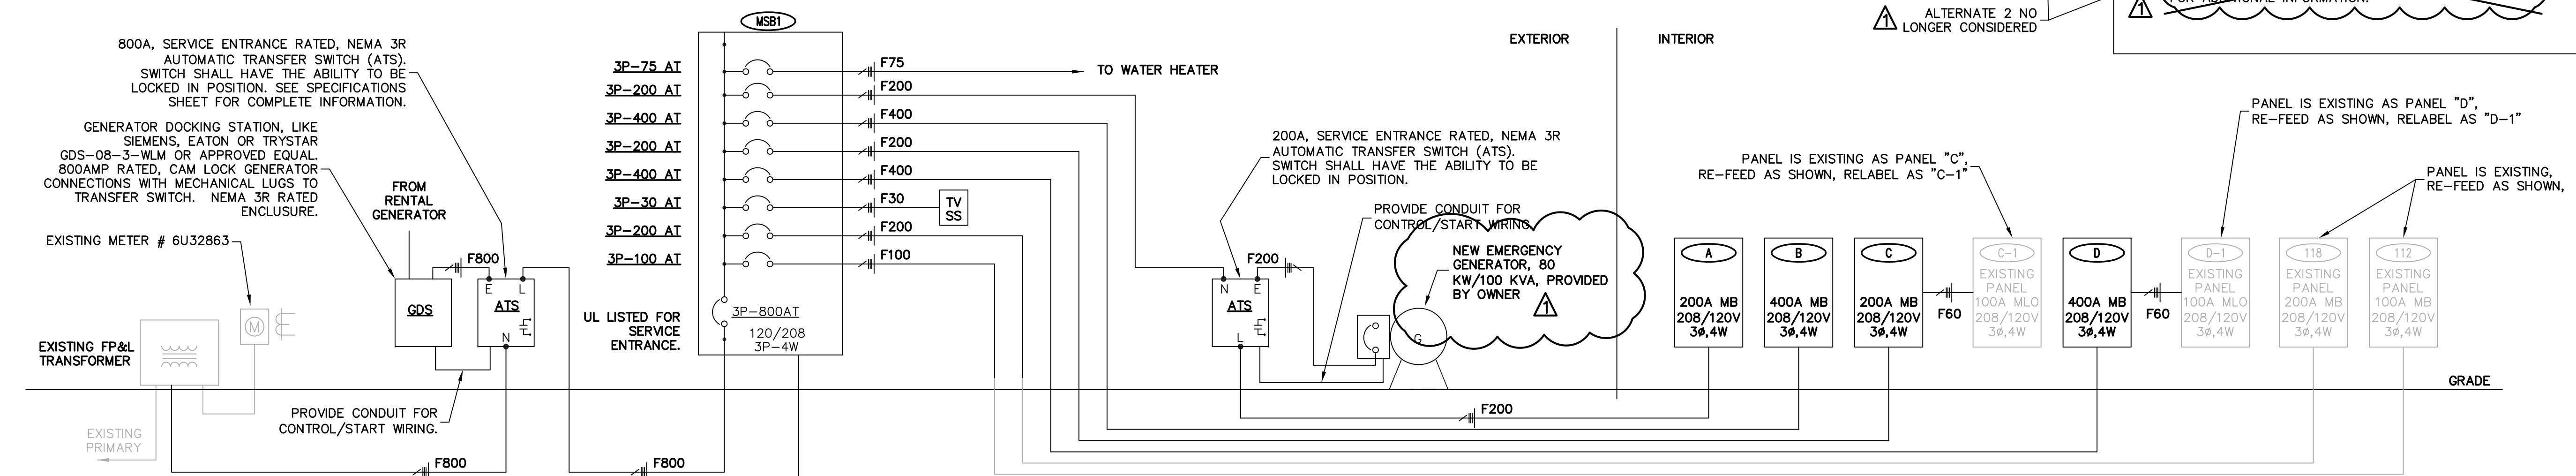 800A, SERVICE ENTRANCE RATED, NEMA 3R
AUTOMATIC TRANSFER SWITCH (ATS).
SWITCH SHALL HAVE THE ABILITY TO BE
LOCKED IN POSITION. SEE SPECIFICATIONS
SHEET FOR COMPLETE INFORMATION.
GENERATOR DOCKING STATION, LIKE
SIEMENS, EATON OR TRYSTAR
GDS-08-3-WLM OR APPROVED EQUAL.
800AMP RATED, CAM LOCK GENERATOR
CONNECTIONS WITH MECHANICAL LUGS TO
TRANSFER SWITCH. NEMA 3R RATED
ENCLUSURE.
EXISTING METER # 6U32863
M
EXISTING FP&L
TRANSFORMER
EXISTING
PRIMARY
PROVIDE CONDUIT FOR
CONTROL/START WIRING.
FROM
RENTAL
GENERATOR
GDS
F800
E L
ATS
N
F800
F800
MSB1
3P-75 AT
3P-200 AT
3P-400 AT
3P-200 AT
3P-400 AT
3P-30 AT
3P-200 AT
3P-100 AT
UL LISTED FOR
SERVICE
ENTRANCE.
3P-800AT
120/208
3P-4W
F75
F200
F400
F200
F400
F30
F200
F100
TO WATER HEATER
TV
SS
200A, SERVICE ENTRANCE RATED, NEMA 3R
AUTOMATIC TRANSFER SWITCH (ATS).
SWITCH SHALL HAVE THE ABILITY TO BE
LOCKED IN POSITION.
PROVIDE CONDUIT FOR
CONTROL/START WIRING.
F200
N E
ATS
L
NEW EMERGENCY
GENERATOR, 80
KW/100 KVA, PROVIDED
BY OWNER
1
G
F200
EXTERIOR
INTERIOR
1
ALTERNATE 2 NO
LONGER CONSIDERED
1
FOR ADDITIONAL INFORMATION.
PANEL IS EXISTING AS PANEL "C",
RE-FEED AS SHOWN, RELABEL AS "C-1"
PANEL IS EXISTING AS PANEL "D",
RE-FEED AS SHOWN, RELABEL AS "D-1"
PANEL IS EXISTING,
RE-FEED AS SHOWN,
A
200A MB
208/120V
3ø,4W
B
400A MB
208/120V
3ø,4W
C
200A MB
208/120V
3ø,4W
F60
C-1
EXISTING
PANEL
100A MLO
208/120V
3ø,4W
D
400A MB
208/120V
3ø,4W
F60
D-1
EXISTING
PANEL
100A MLO
208/120V
3ø,4W
118
EXISTING
PANEL
200A MB
208/120V
3ø,4W
112
EXISTING
PANEL
100A MB
208/120V
3ø,4W
GRADE